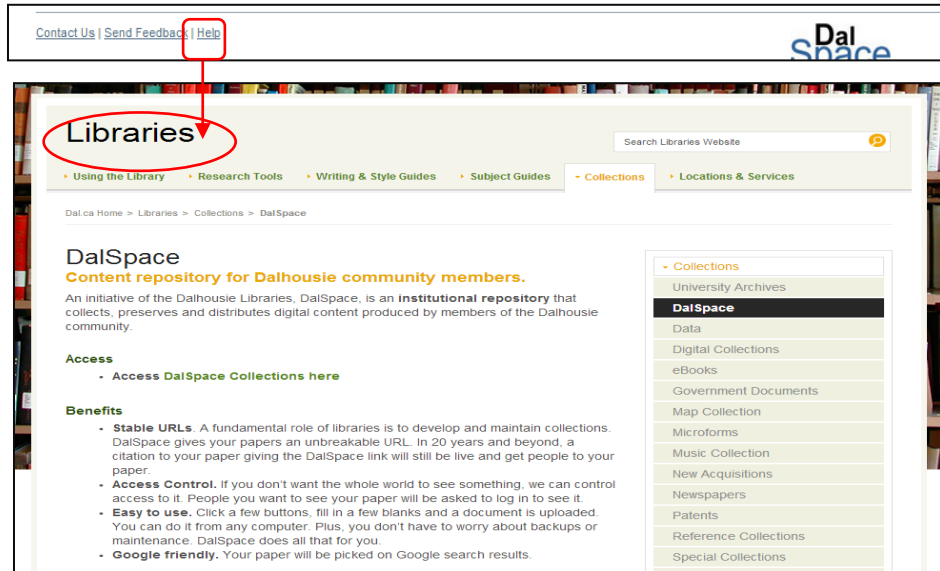 Contact Us | Send Feedback | Help
Dal
Space
Libraries
Search Libraries Website
Using the Library Research Tools Writing & Style Guides Subject Guides Collections Locations & Services
Dal.ca Home > Libraries > Collections > DalSpace
DalSpace
Content repository for Dalhousie community members.
An initiative of the Dalhousie Libraries, DalSpace, is an institutional repository that
collects, preserves and distributes digital content produced by members of the Dalhousie
community.
Access
- Access DalSpace Collections here
Benefits
- Stable URLs. A fundamental role of libraries is to develop and maintain collections.
DalSpace gives your papers an unbreakable URL. In 20 years and beyond, a
citation to your paper giving the DalSpace link will still be live and get people to your
paper.
- Access Control. If you don't want the whole world to see something, we can control
access to it. People you want to see your paper will be asked to log in to see it.
- Easy to use. Click a few buttons, fill in a few blanks and a document is uploaded.
You can do it from any computer. Plus, you don't have to worry about backups or
maintenance. DalSpace does all that for you.
- Google friendly. Your paper will be picked on Google search results.
Collections
University Archives
DalSpace
Data
Digital Collections
eBooks
Government Documents
Map Collection
Microforms
Music Collection
New Acquisitions
Newspapers
Patents
Reference Collections
Special Collections